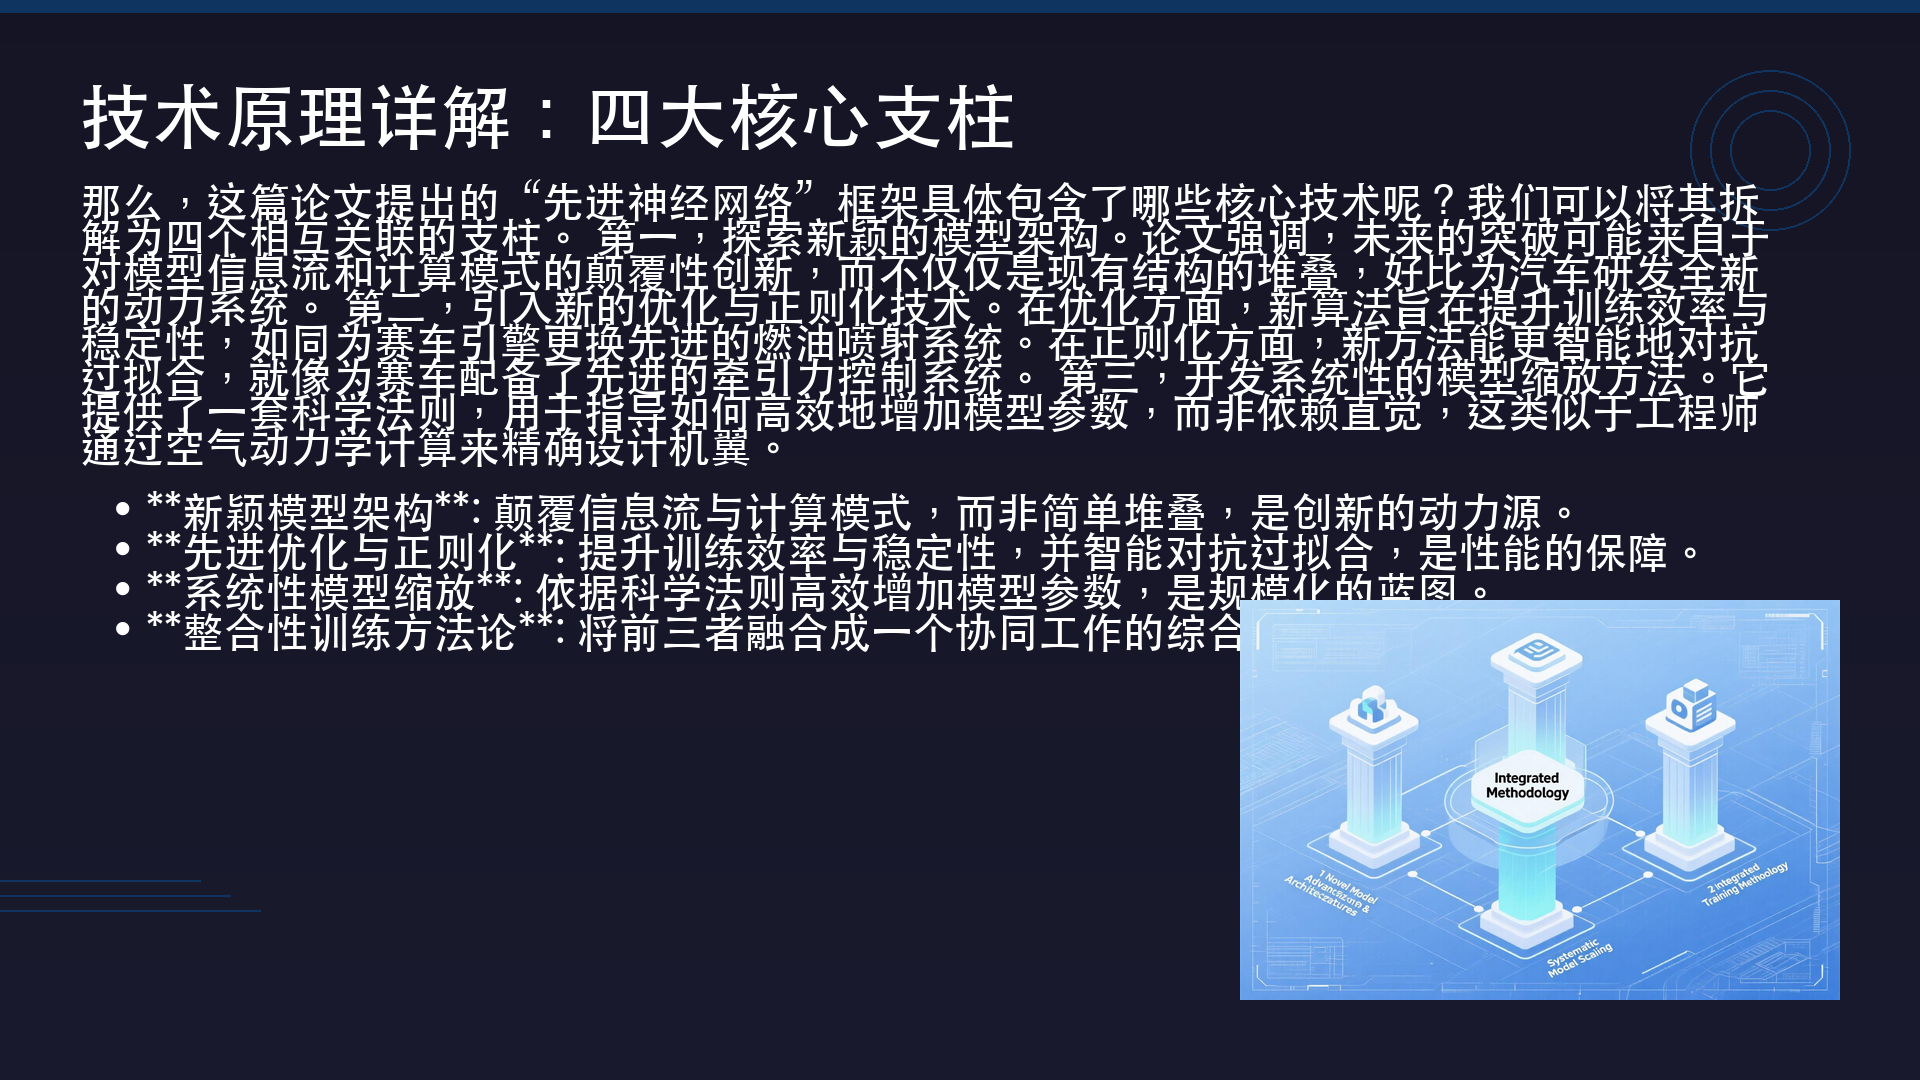 技术原理详解：四大核心支柱
那么，这篇论文提出的“先进神经网络”框架具体包含了哪些核心技术呢？我们可以将其拆
解为四个相互关联的支柱。 第一，探索新颖的模型架构。论文强调，未来的突破可能来自于
对模型信息流和计算模式的颠覆性创新，而不仅仅是现有结构的堆叠，好比为汽车研发全新
的动力系统。 第二，引入新的优化与正则化技术。在优化方面，新算法旨在提升训练效率与
稳定性，如同为赛车引擎更换先进的燃油喷射系统。在正则化方面，新方法能更智能地对抗
过拟合，就像为赛车配备了先进的牵引力控制系统。 第三，开发系统性的模型缩放方法。它
提供了一套科学法则，用于指导如何高效地增加模型参数，而非依赖直觉，这类似于工程师
通过空气动力学计算来精确设计机翼。
• **新颖模型架构**: 颠覆信息流与计算模式，而非简单堆叠，是创新的动力源。
• **先进优化与正则化**: 提升训练效率与稳定性，并智能对抗过拟合，是性能的保障。
• **系统性模型缩放**: 依据科学法则高效增加模型参数，是规模化的蓝图。
• **整合性训练方法论**: 将前三者融合成一个协同工作的综合
Integrated
Methodology
1 Novel Model
&
2 Integrated
Training Methoology
Systematic
Model Scaling